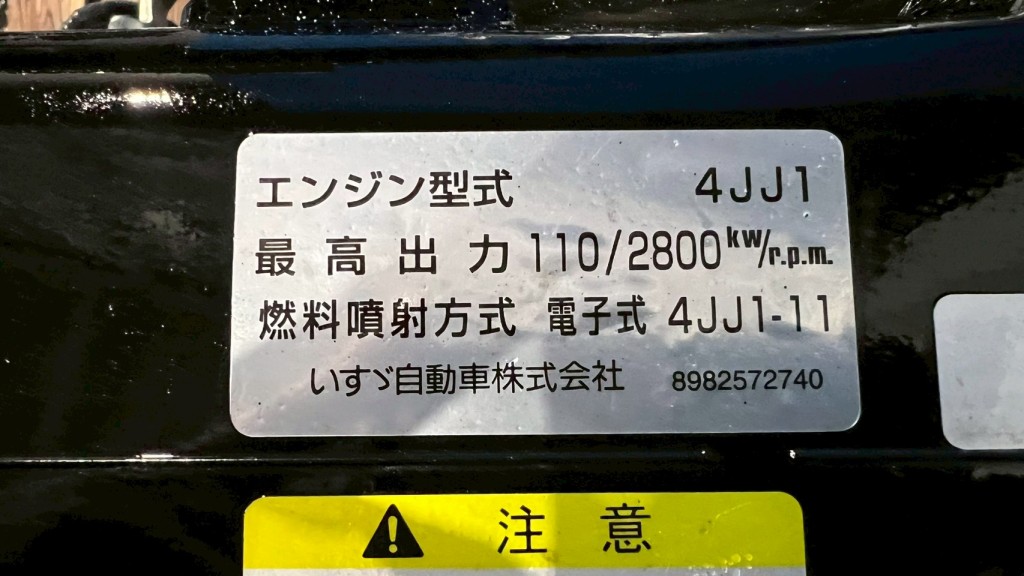 エンジン型式 4JJ1
最高出力 110/2800kW/r.p.m.
燃料噴射方式 電子式 4JJ1-11
いすゞ自動車株式会社 8982572740
注意